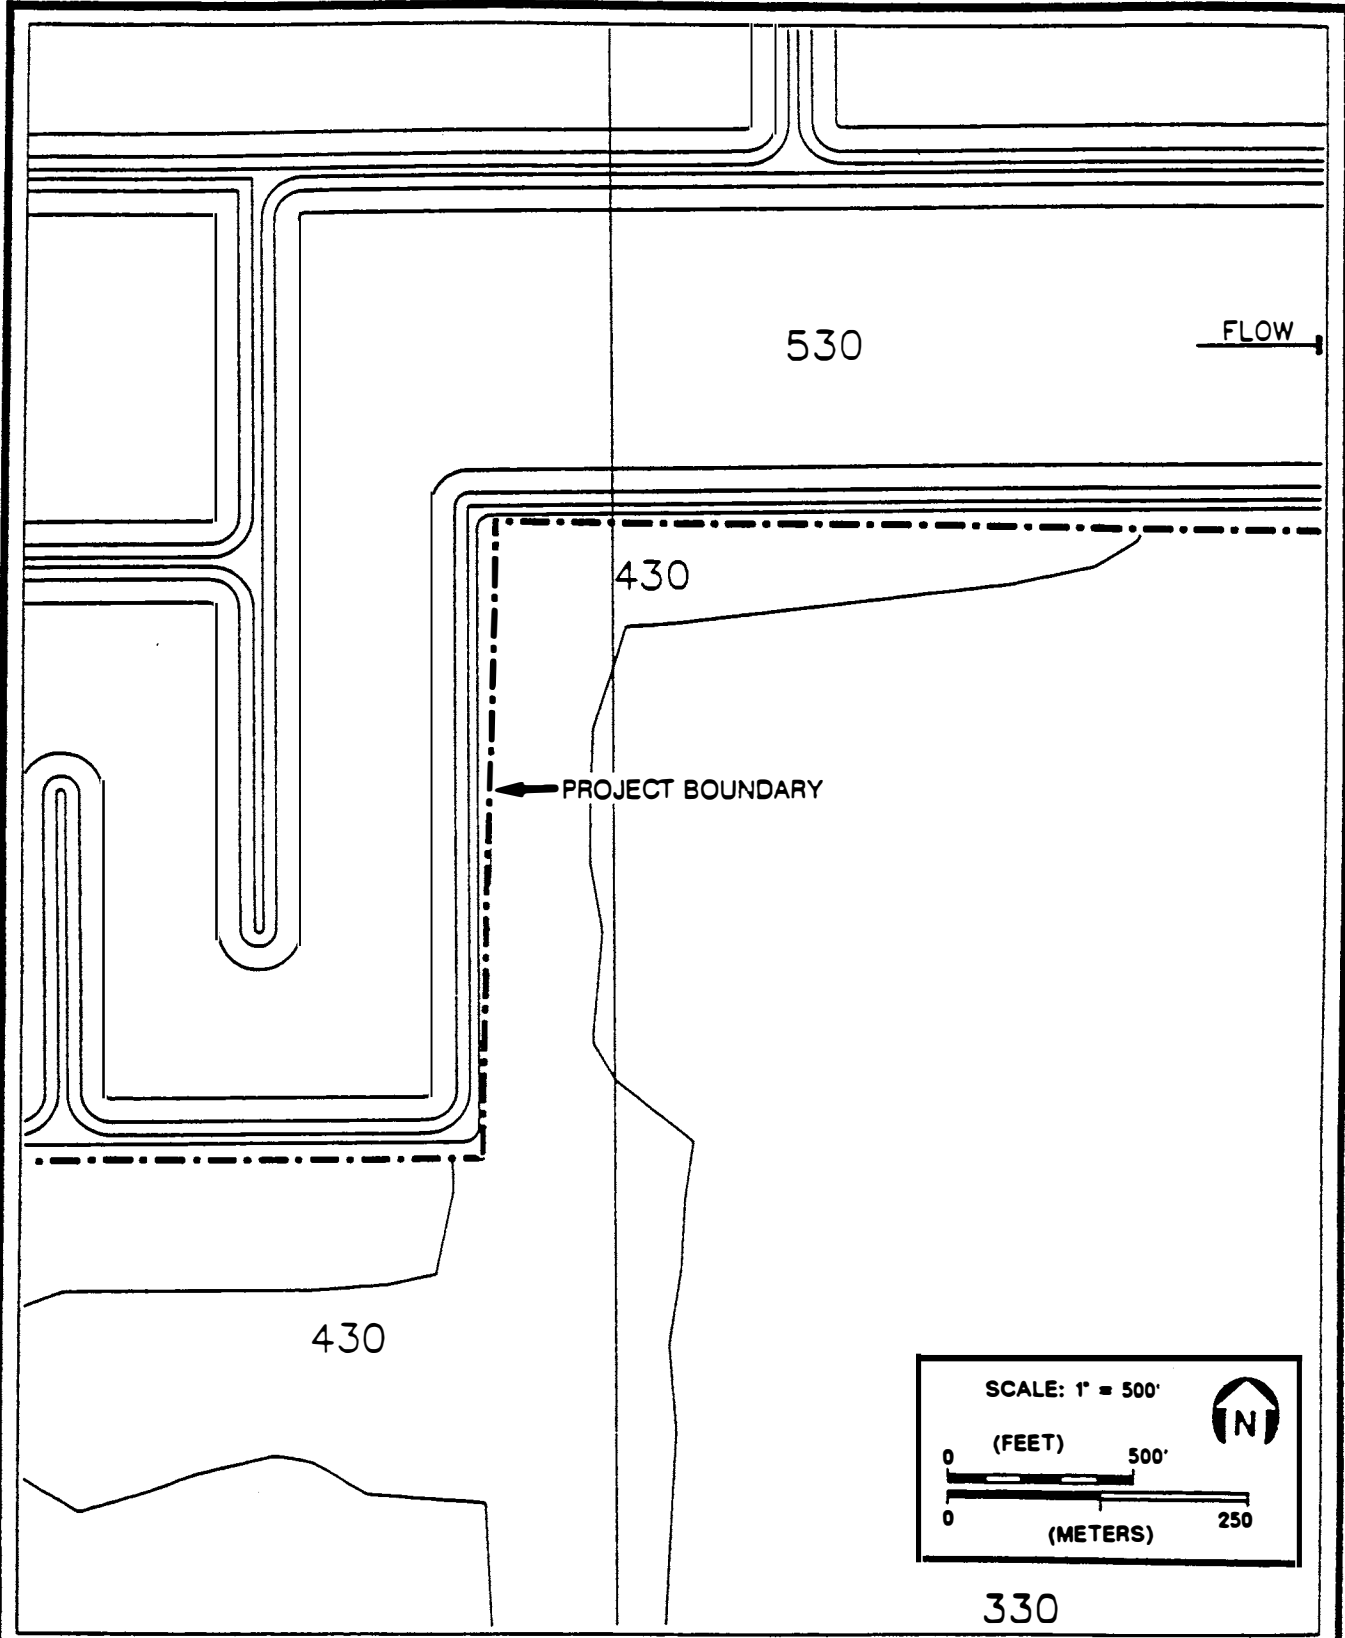 530
FLOW
430
PROJECT BOUNDARY
430
SCALE: 1" = 500'
N
(FEET)
0 500'
0 250
(METERS)
330